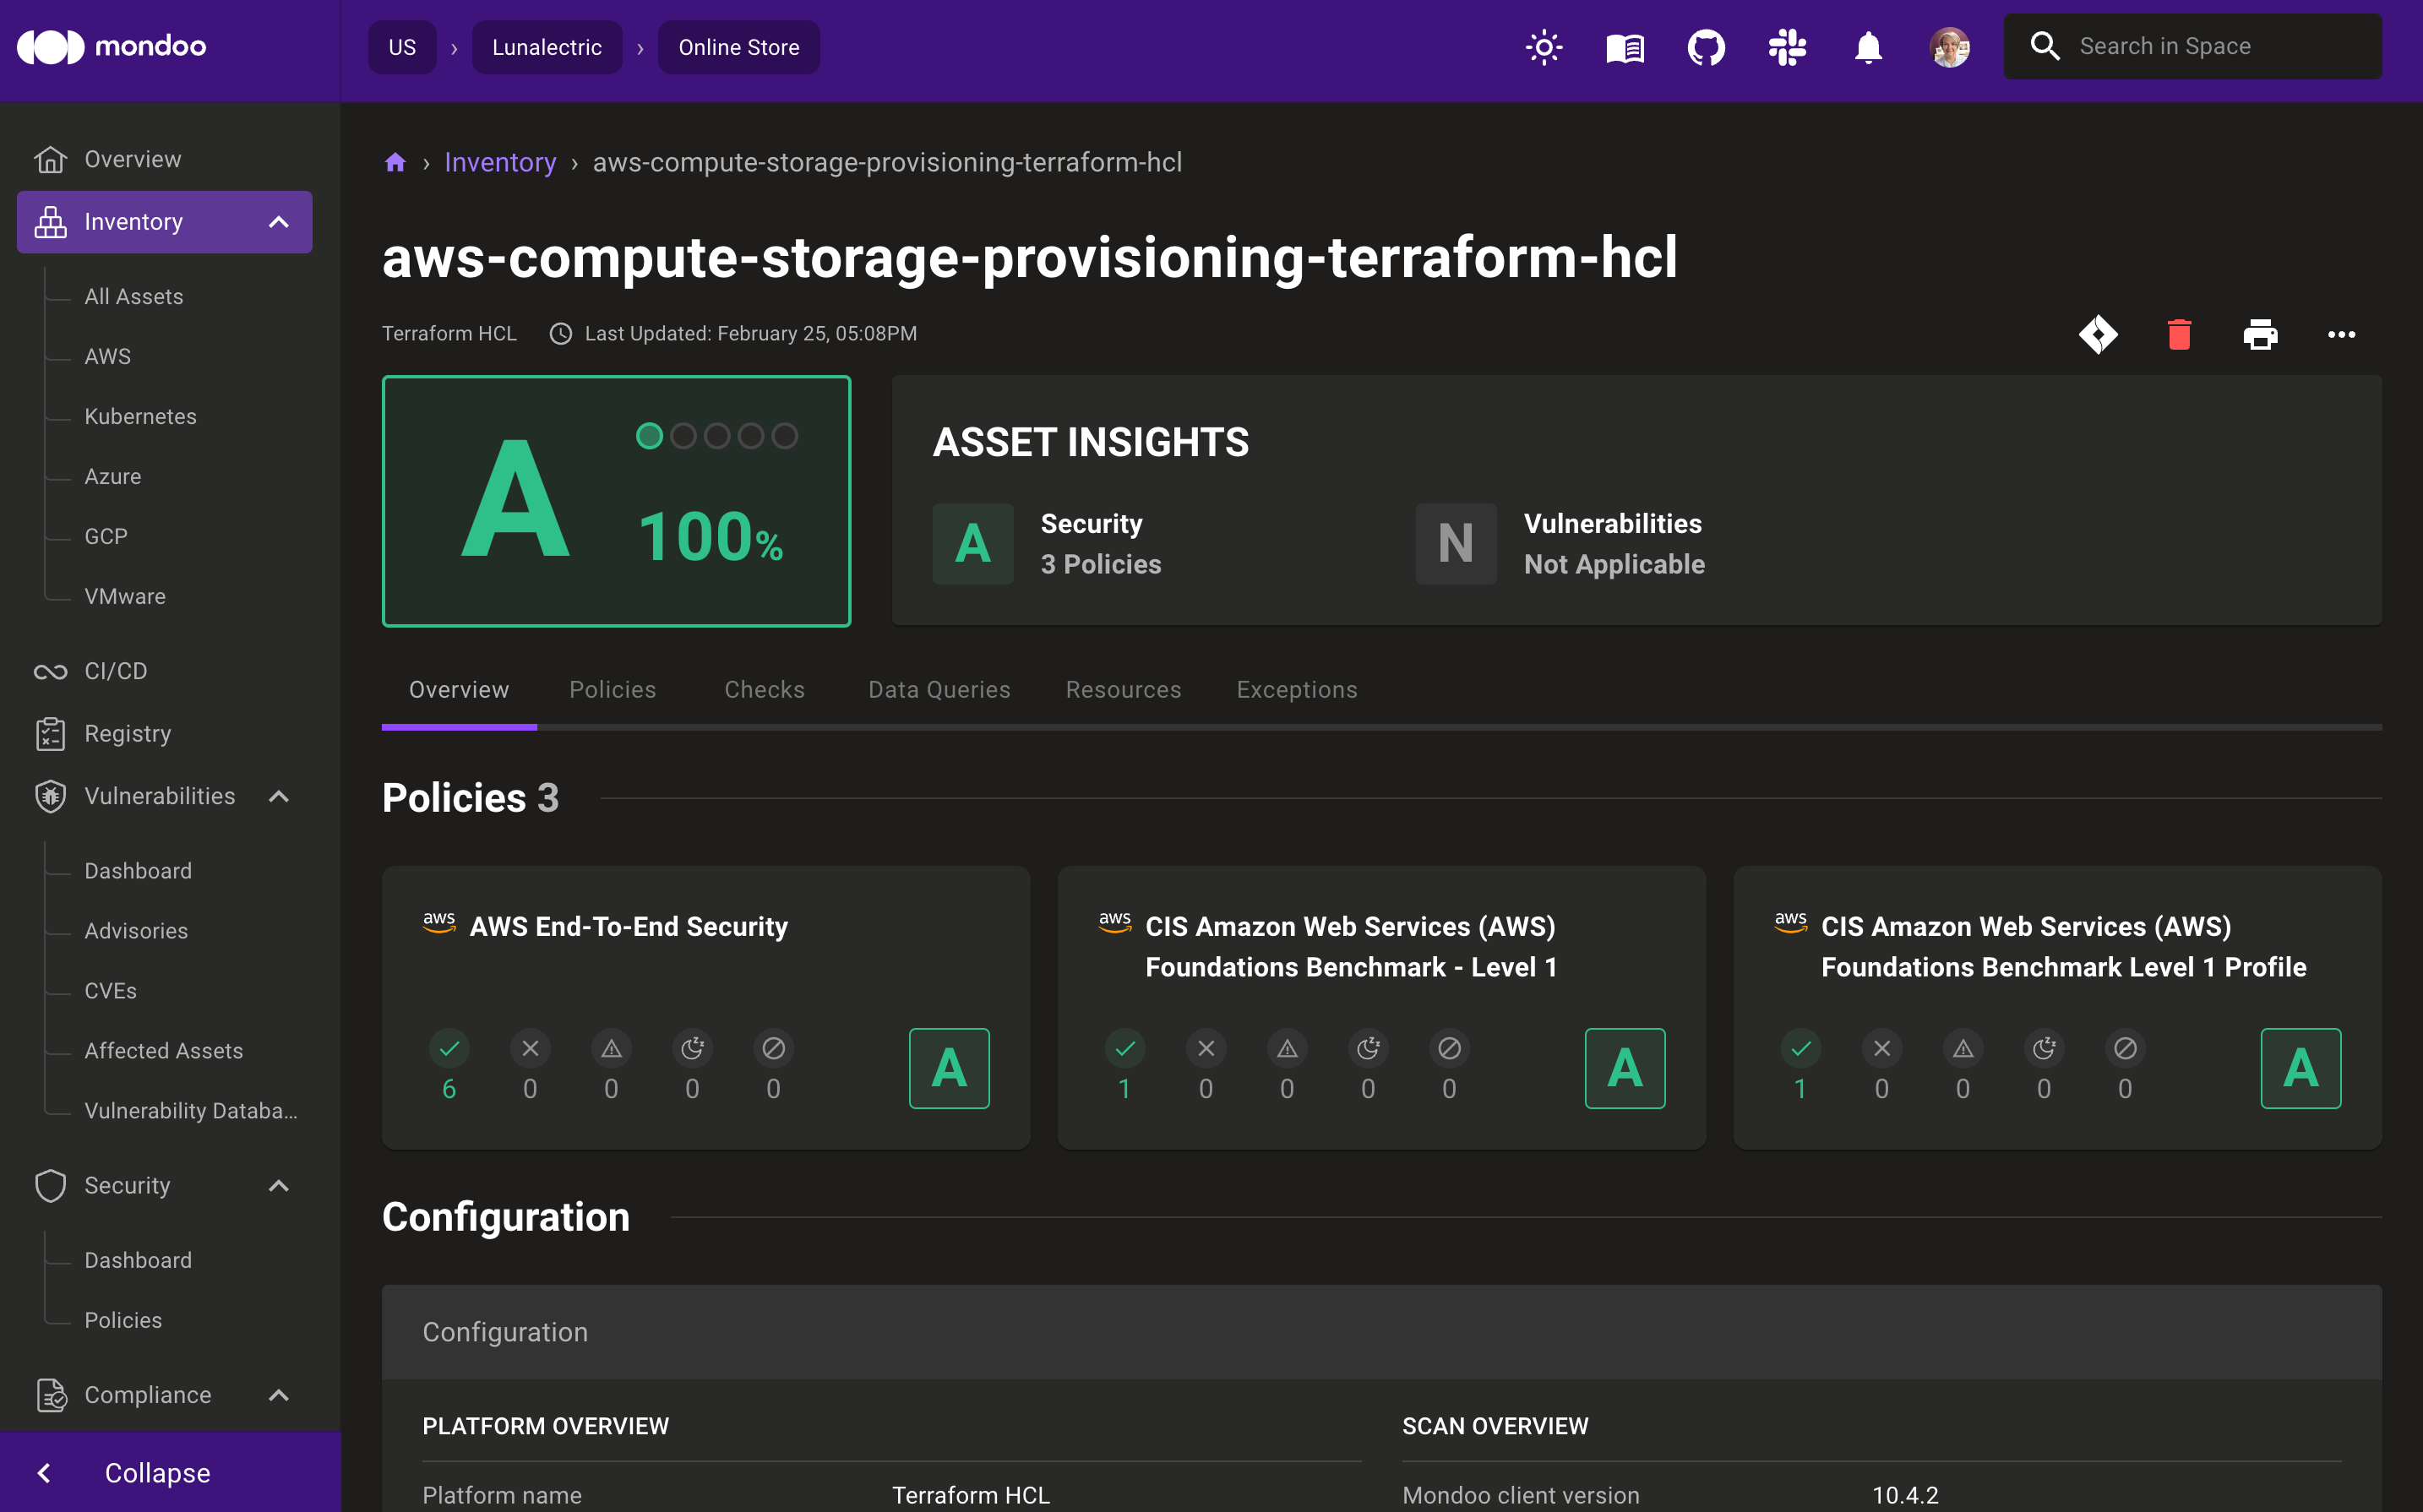 mondoo
US › Lunalectric › Online Store
Search in Space
Overview
Inventory
All Assets
AWS
Kubernetes
Azure
GCP
VMware
CI/CD
Registry
Vulnerabilities
Dashboard
Advisories
CVEs
Affected Assets
Vulnerability Databa...
Security
Dashboard
Policies
Compliance
Collapse
› Inventory › aws-compute-storage-provisioning-terraform-hcl
aws-compute-storage-provisioning-terraform-hcl
Terraform HCL Last Updated: February 25, 05:08PM
A
100%
ASSET INSIGHTS
A
Security
3 Policies
N
Vulnerabilities
Not Applicable
Overview Policies Checks Data Queries Resources Exceptions
Policies 3
aws AWS End-To-End Security
6 0 0 0 0
A
aws CIS Amazon Web Services (AWS)
Foundations Benchmark - Level 1
1 0 0 0 0
A
aws CIS Amazon Web Services (AWS)
Foundations Benchmark Level 1 Profile
1 0 0 0 0
A
Configuration
Configuration
PLATFORM OVERVIEW
Platform name Terraform HCL
SCAN OVERVIEW
Mondoo client version 10.4.2